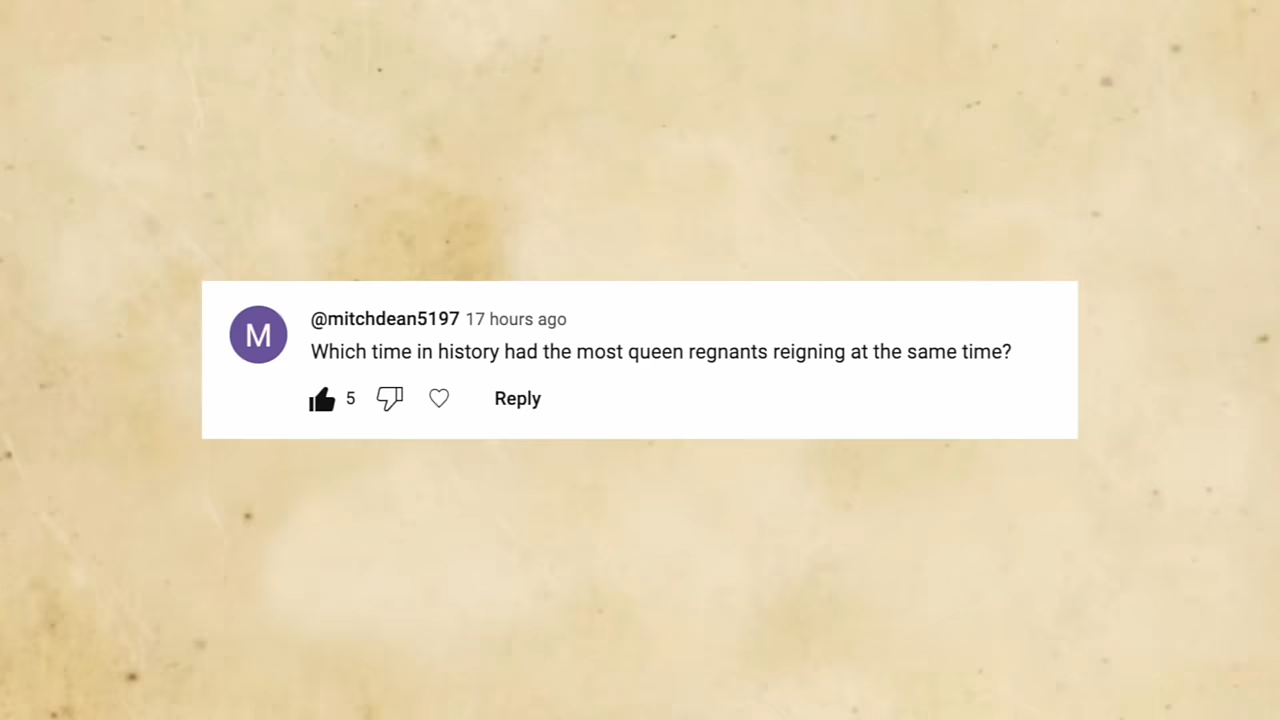 @mitchdean5197 17 hours ago
Which time in history had the most queen regnants reigning at the same time?
5 Reply